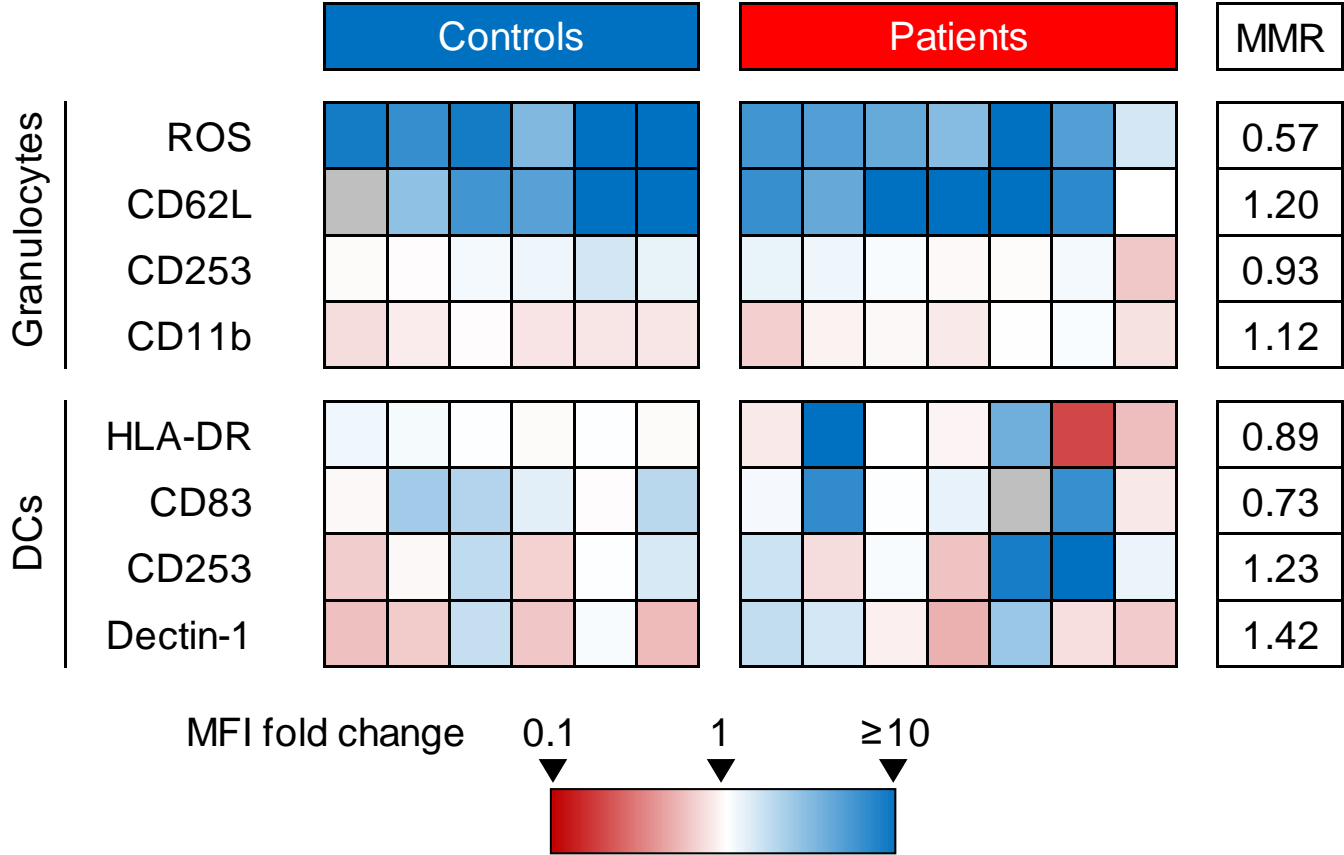 Controls Patients MMR
Granulocytes
ROS 0.57
CD62L 1.20
CD253 0.93
CD11b 1.12
DCs
HLA-DR 0.89
CD83 0.73
CD253 1.23
Dectin-1 1.42
MFI fold change 0.1 1 ≥10